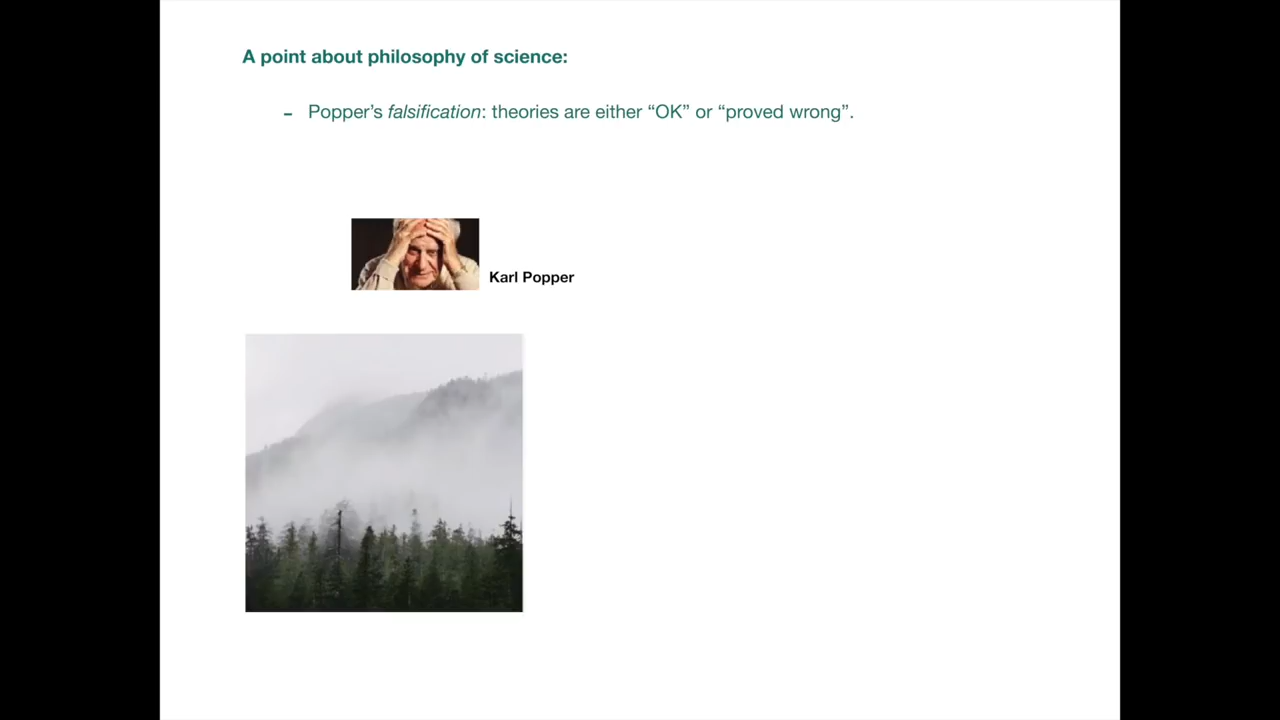 A point about philosophy of science:
- Popper’s falsification: theories are either “OK” or “proved wrong”.
Karl Popper